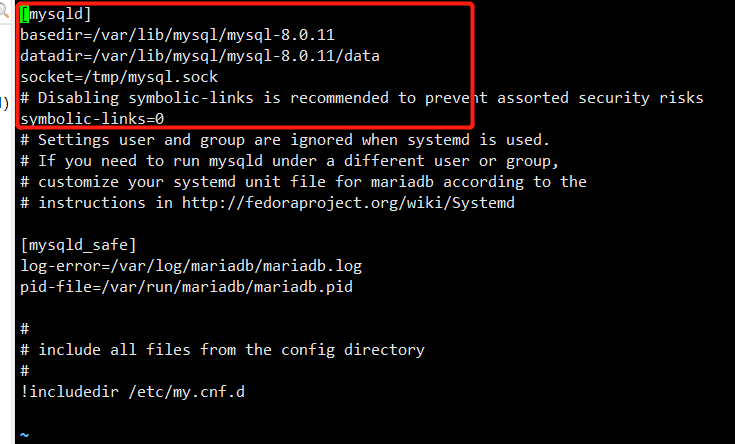 )
[mysqld]
basedir=/var/lib/mysql/mysql-8.0.11
datadir=/var/lib/mysql/mysql-8.0.11/data
socket=/tmp/mysql.sock
# Disabling symbolic-links is recommended to prevent assorted security risks
symbolic-links=0
# Settings user and group are ignored when systemd is used.
# If you need to run mysqld under a different user or group,
# customize your systemd unit file for mariadb according to the
# instructions in http://fedoraproject.org/wiki/Systemd
[mysqld_safe]
log-error=/var/log/mariadb/mariadb.log
pid-file=/var/run/mariadb/mariadb.pid
#
# include all files from the config directory
#
!includedir /etc/my.cnf.d
~